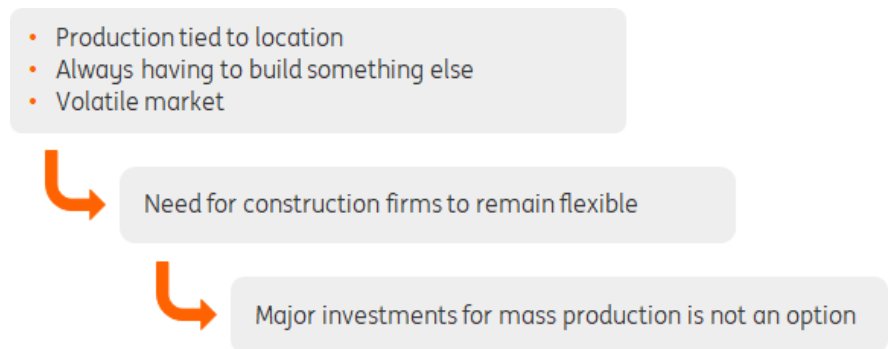 • Production tied to location
• Always having to build something else
• Volatile market
Need for construction firms to remain flexible
Major investments for mass production is not an option